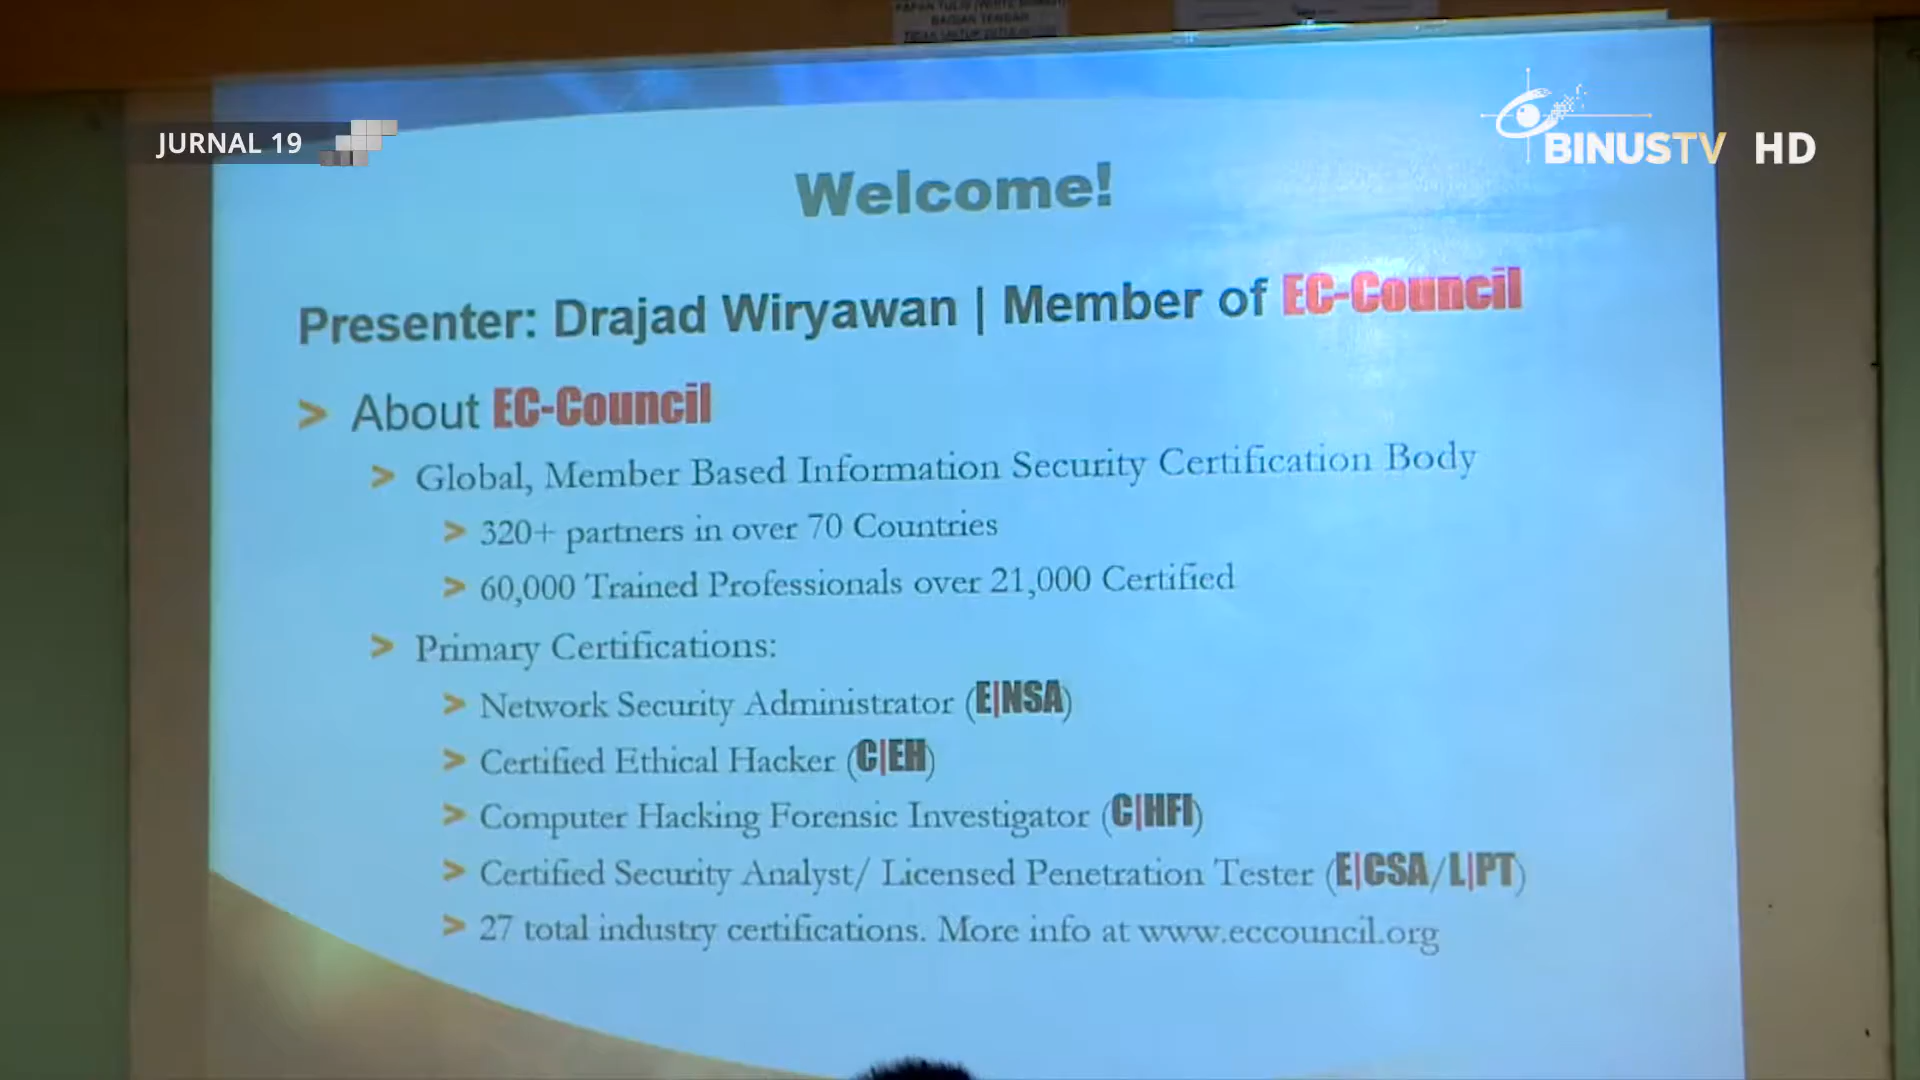 BAGIAN TENGAH
JURNAL 19
BINUSTV HD
Welcome!
Presenter: Drajad Wiryawan | Member of EC-Council
> About EC-Council
> Global, Member Based Information Security Certification Body
> 320+ partners in over 70 Countries
> 60,000 Trained Professionals over 21,000 Certified
> Primary Certifications:
> Network Security Administrator (E|NSA)
> Certified Ethical Hacker (C|EH)
> Computer Hacking Forensic Investigator (C|HFI)
> Certified Security Analyst/ Licensed Penetration Tester (E|CSA/L|PT)
> 27 total industry certifications. More info at www.eccouncil.org